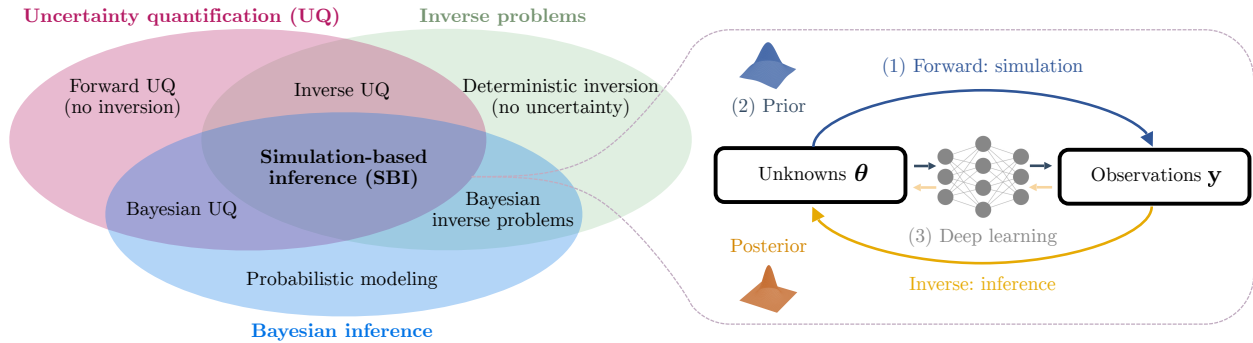 Uncertainty quantification (UQ)
Inverse problems
Forward UQ
(no inversion)
Inverse UQ
Deterministic inversion
(no uncertainty)
Simulation-based
inference (SBI)
Bayesian UQ
Bayesian
inverse problems
Probabilistic modeling
Bayesian inference
(1) Forward: simulation
(2) Prior
Unknowns θ
Observations y
(3) Deep learning
Posterior
Inverse: inference